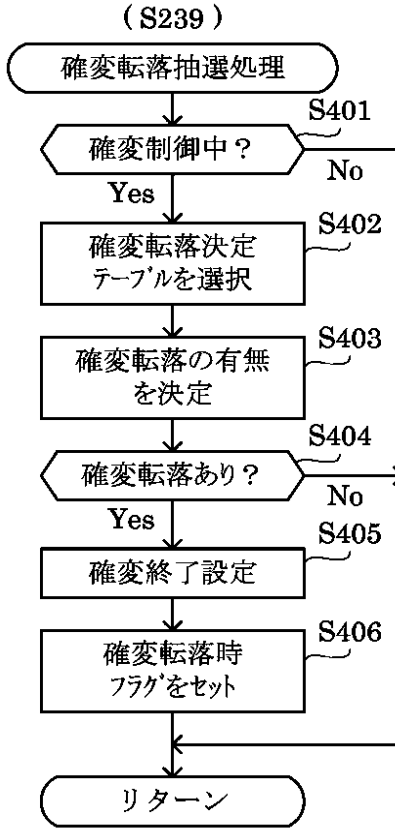 (S239)
確変転落抽選処理
S401
確変制御中?
No
Yes
S402
確変転落決定
テーブルを選択
S403
確変転落の有無
を決定
S404
確変転落あり?
No
Yes
S405
確変終了設定
S406
確変転落時
フラグをセット
リターン